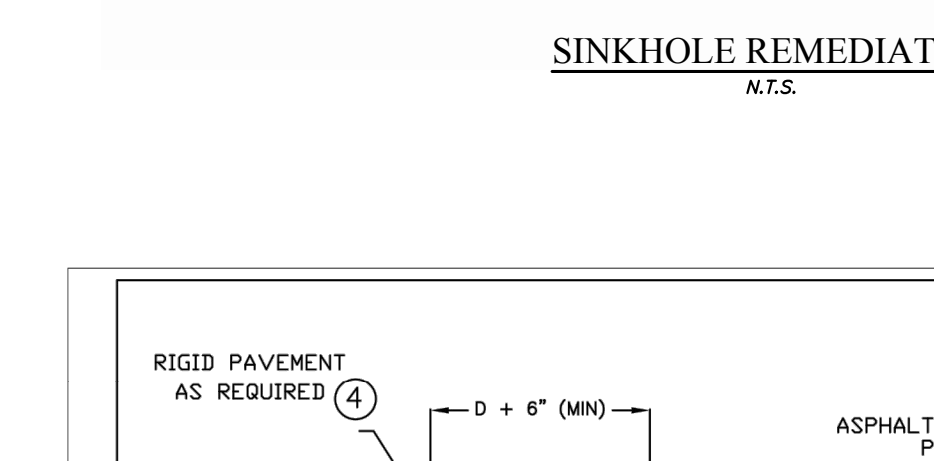 SINKHOLE REMEDIAT
N.T.S.
RIGID PAVEMENT
AS REQUIRED 4
D + 6" (MIN)
ASPHALT
P